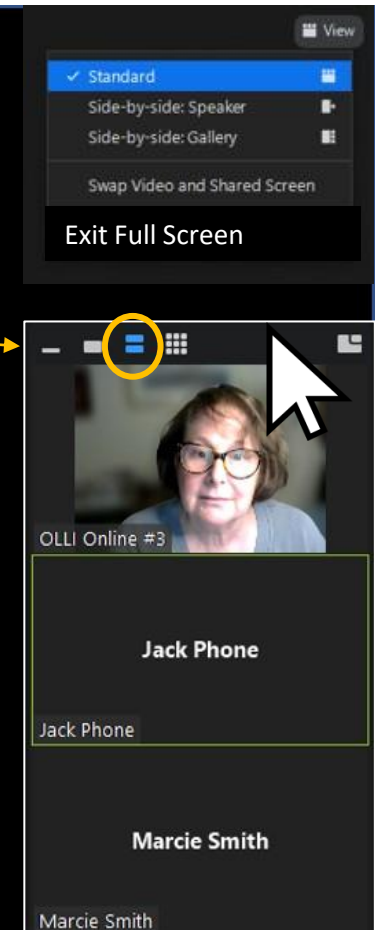 View
Standard
Side-by-side: Speaker
Side-by-side: Gallery
Swap Video and Shared Screen
Exit Full Screen
OLLI Online #3
Jack Phone
Jack Phone
Marcie Smith
Marcie Smith